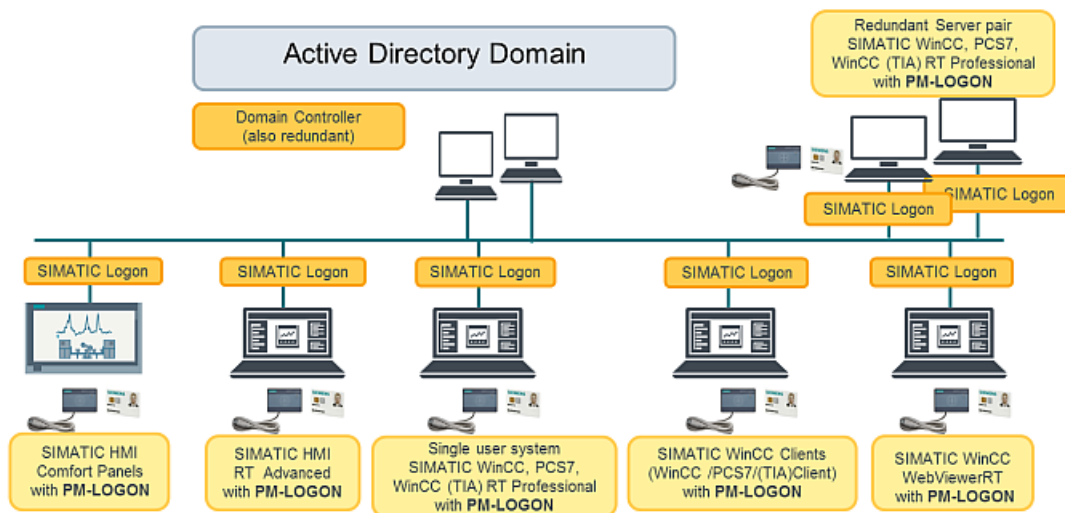 Active Directory Domain
Redundant Server pair
SIMATIC WinCC, PCS7,
WinCC (TIA) RT Professional
with PM-LOGON
Domain Controller
(also redundant)
SIMATIC Logon
SIMATIC Logon
SIMATIC Logon
SIMATIC Logon
SIMATIC Logon
SIMATIC Logon
SIMATIC Logon
SIMATIC HMI
Comfort Panels
with PM-LOGON
SIMATIC HMI
RT Advanced
with PM-LOGON
Single user system
SIMATIC WinCC, PCS7,
WinCC (TIA) RT Professional
with PM-LOGON
SIMATIC WinCC Clients
(WinCC /PCS7/(TIA)Client)
with PM-LOGON
SIMATIC WinCC
WebViewerRT
with PM-LOGON